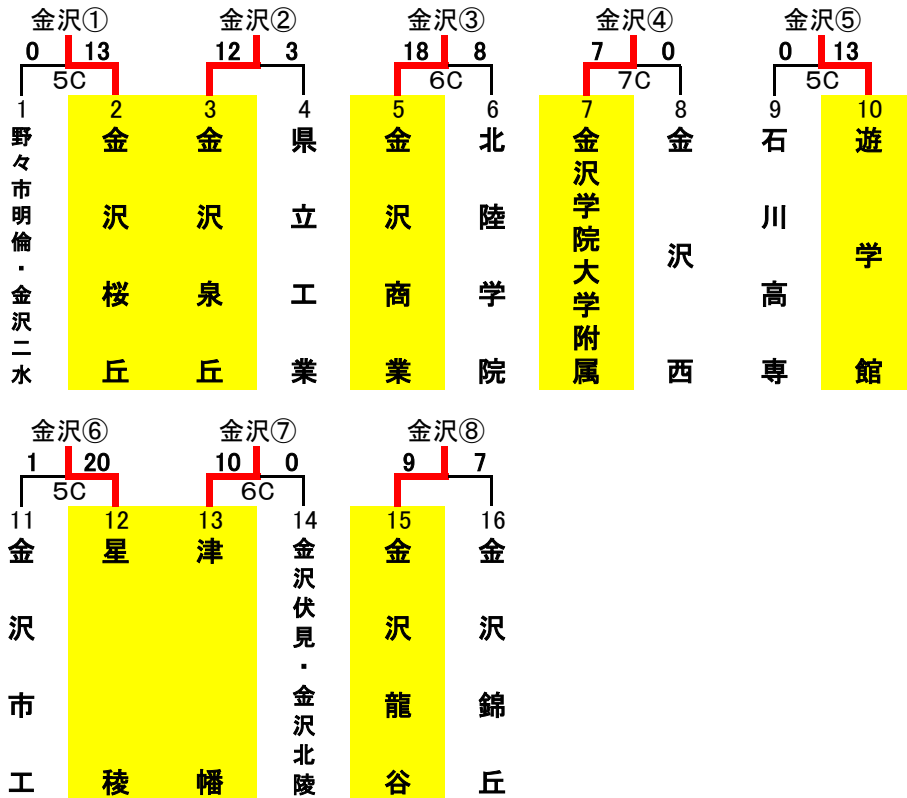 金沢① 金沢② 金沢③ 金沢④ 金沢⑤
0 13 12 3 18 8 7 0 0 13
5C 6C 7C 5C
1 2 3 4 5 6 7 8 9 10
野々市明倫・金沢二水
金沢桜丘
金沢泉丘
県立工業
金沢商業
北陸学院
金沢学院大学附属
金沢西
石川高専
遊学館
金沢⑥ 金沢⑦ 金沢⑧
1 20 10 0 9 7
5C 6C
11 12 13 14 15 16
金沢市工
星稜
津幡
金沢伏見・金沢北陵
金沢龍谷
金沢錦丘